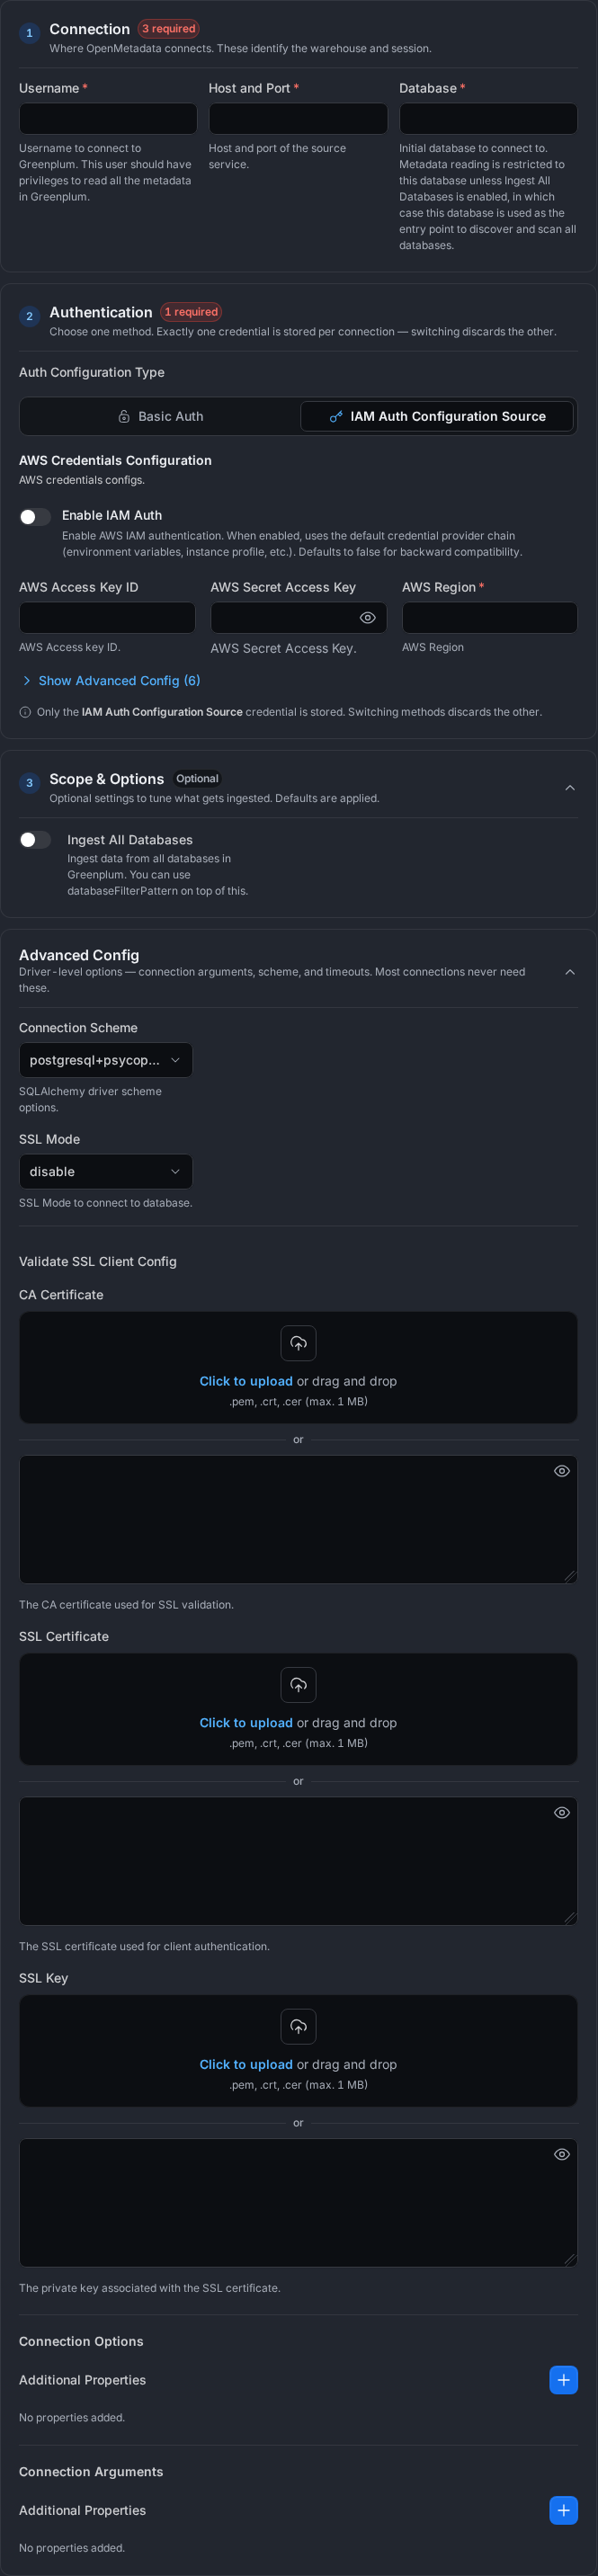 1 Connection 3 required
Where OpenMetadata connects. These identify the warehouse and session.
Username *
Username to connect to
Greenplum. This user should have
privileges to read all the metadata
in Greenplum.
Host and Port *
Host and port of the source
service.
Database *
Initial database to connect to.
Metadata reading is restricted to
this database unless Ingest All
Databases is enabled, in which
case this database is used as the
entry point to discover and scan all
databases.
2 Authentication 1 required
Choose one method. Exactly one credential is stored per connection — switching discards the other.
Auth Configuration Type
Basic Auth
IAM Auth Configuration Source
AWS Credentials Configuration
AWS credentials configs.
Enable IAM Auth
Enable AWS IAM authentication. When enabled, uses the default credential provider chain
(environment variables, instance profile, etc.). Defaults to false for backward compatibility.
AWS Access Key ID
AWS Access key ID.
AWS Secret Access Key
AWS Secret Access Key.
AWS Region *
AWS Region
Show Advanced Config (6)
Only the IAM Auth Configuration Source credential is stored. Switching methods discards the other.
3 Scope & Options Optional
Optional settings to tune what gets ingested. Defaults are applied.
Ingest All Databases
Ingest data from all databases in
Greenplum. You can use
databaseFilterPattern on top of this.
Advanced Config
Driver-level options — connection arguments, scheme, and timeouts. Most connections never need
these.
Connection Scheme
postgresql+psycop...
SQLAlchemy driver scheme
options.
SSL Mode
disable
SSL Mode to connect to database.
Validate SSL Client Config
CA Certificate
Click to upload or drag and drop
.pem, .crt, .cer (max. 1 MB)
or
The CA certificate used for SSL validation.
SSL Certificate
Click to upload or drag and drop
.pem, .crt, .cer (max. 1 MB)
or
The SSL certificate used for client authentication.
SSL Key
Click to upload or drag and drop
.pem, .crt, .cer (max. 1 MB)
or
The private key associated with the SSL certificate.
Connection Options
Additional Properties
No properties added.
Connection Arguments
Additional Properties
No properties added.